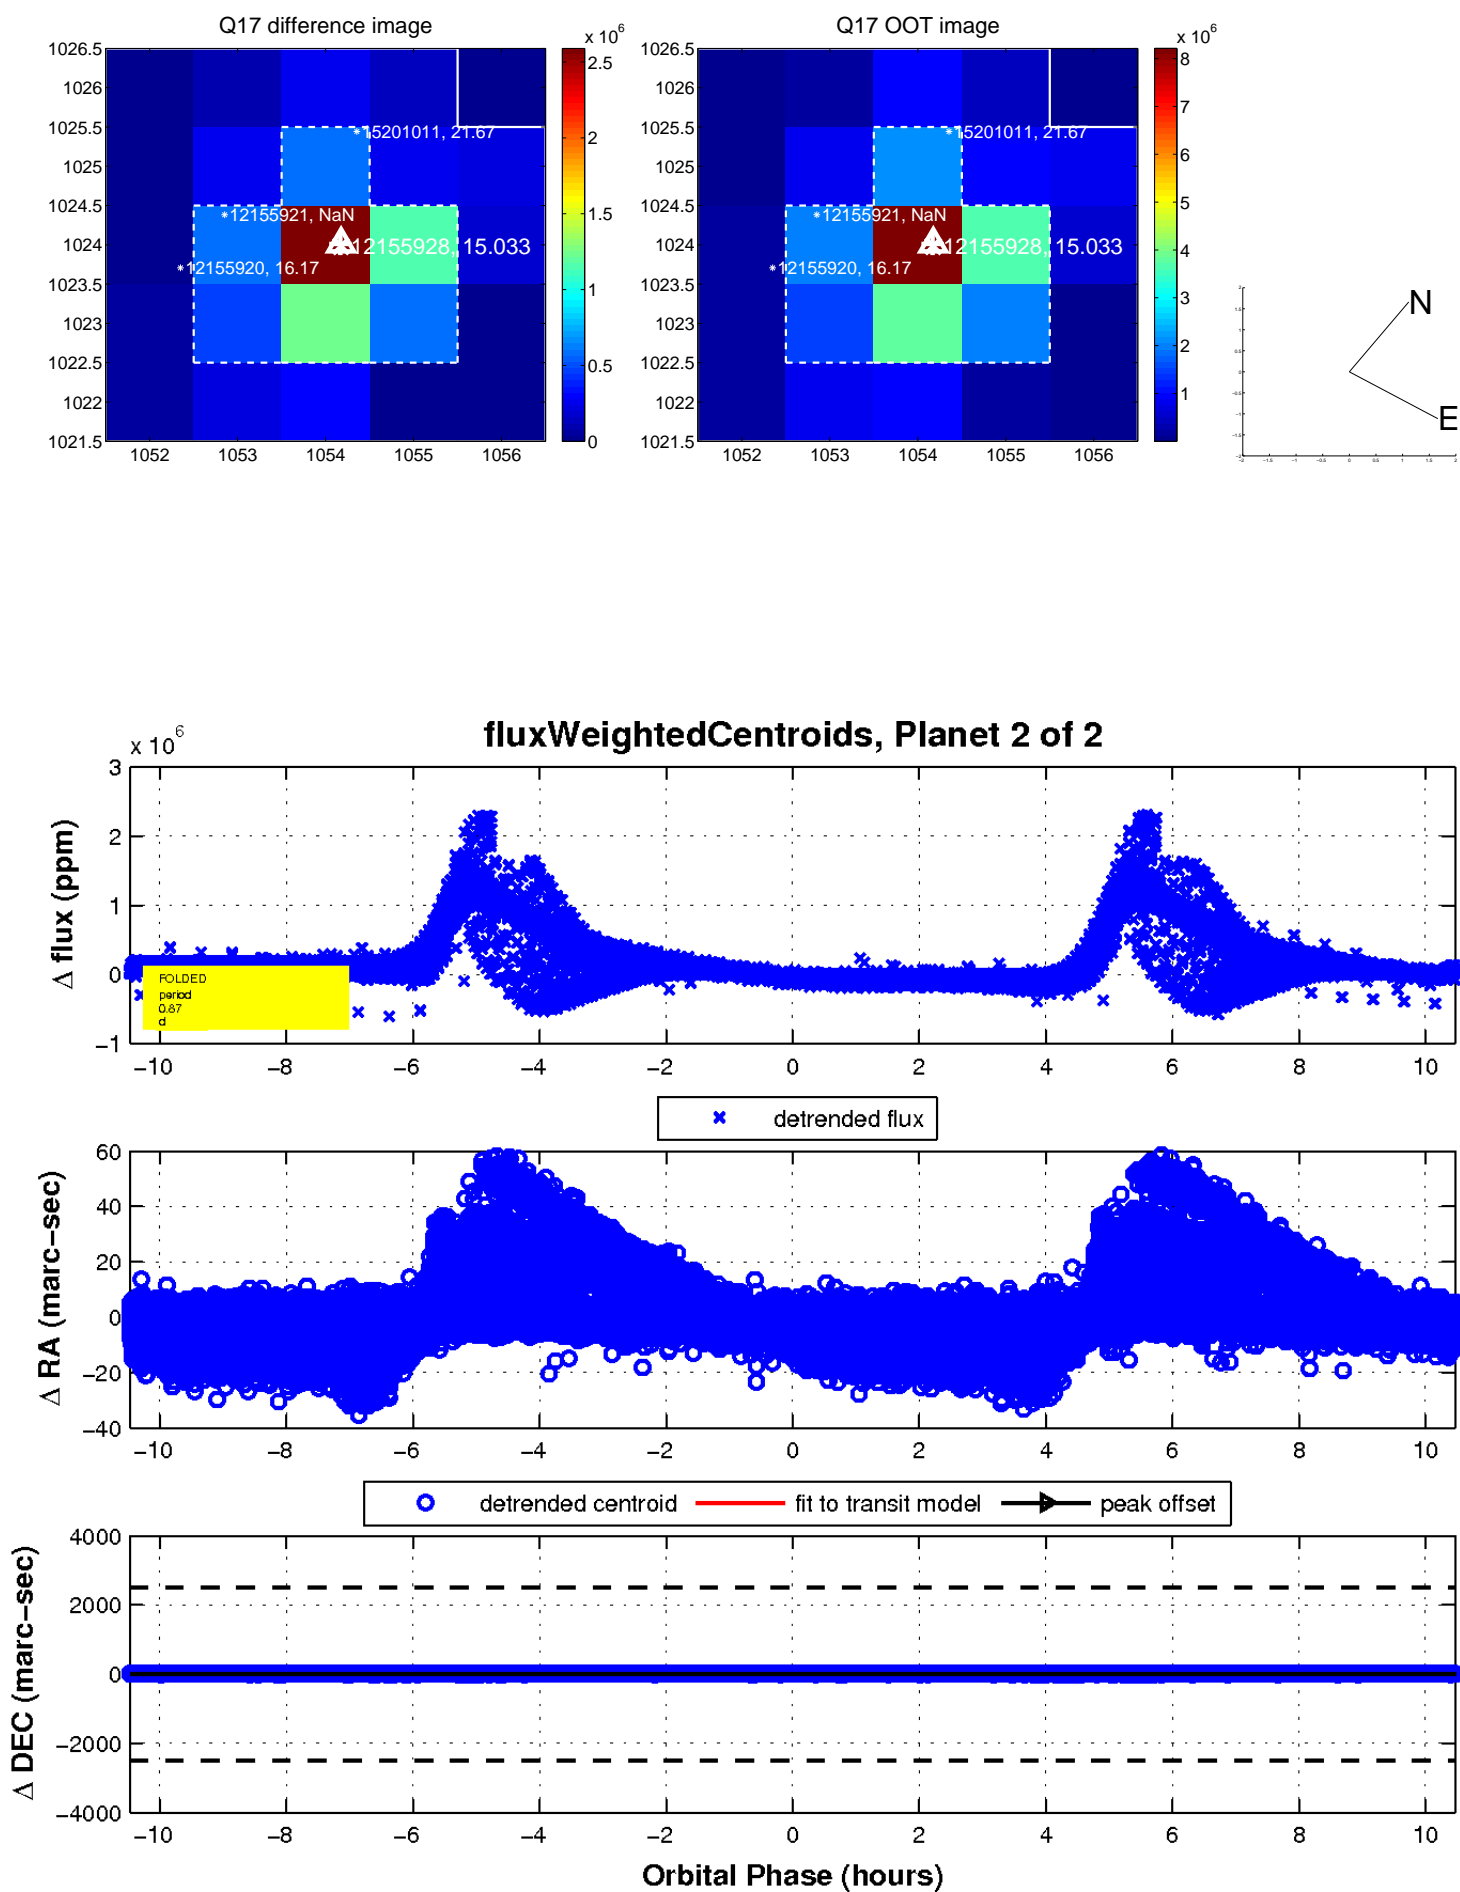 Q17 difference image
Q17 OOT image
x 10^6
x 10^6
1026.5
1026
1025.5
1025
1024.5
1024
1023.5
1023
1022.5
1022
1021.5
1052 1053 1054 1055 1056
2.5
2
1.5
1
0.5
0
15201011, 21.67
12155921, NaN
12155928, 15.033
12155920, 16.17
1026.5
1026
1025.5
1025
1024.5
1024
1023.5
1023
1022.5
1022
1021.5
1052 1053 1054 1055 1056
8
7
6
5
4
3
2
1
15201011, 21.67
12155921, NaN
12155928, 15.033
12155920, 16.17
N
E
fluxWeightedCentroids, Planet 2 of 2
x 10^6
Δ flux (ppm)
3
2
1
0
−1
FOLDED
period
0.87
d
−10 −8 −6 −4 −2 0 2 4 6 8 10
detrended flux
Δ RA (marc−sec)
60
40
20
0
−20
−40
−10 −8 −6 −4 −2 0 2 4 6 8 10
detrended centroid fit to transit model peak offset
Δ DEC (marc−sec)
4000
2000
0
−2000
−4000
−10 −8 −6 −4 −2 0 2 4 6 8 10
Orbital Phase (hours)